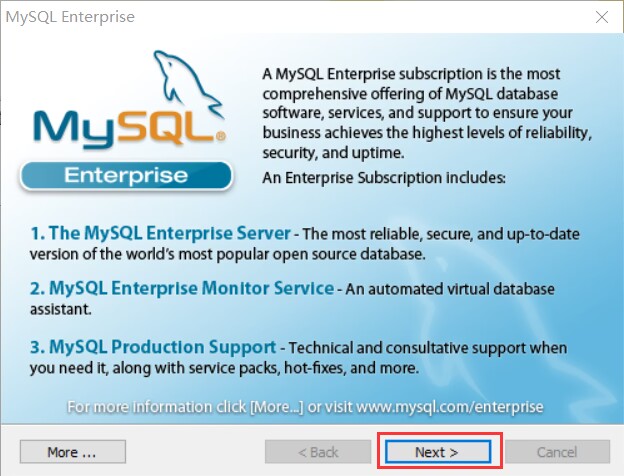 MySQL Enterprise
MySQL®
Enterprise
A MySQL Enterprise subscription is the most
comprehensive offering of MySQL database
software, services, and support to ensure your
business achieves the highest levels of reliability,
security, and uptime.
An Enterprise Subscription includes:
1. The MySQL Enterprise Server - The most reliable, secure, and up-to-date
version of the world's most popular open source database.
2. MySQL Enterprise Monitor Service - An automated virtual database
assistant.
3. MySQL Production Support - Technical and consultative support when
you need it, along with service packs, hot-fixes, and more.
For more information click [More...] or visit www.mysql.com/enterprise
More ...
< Back
Next >
Cancel